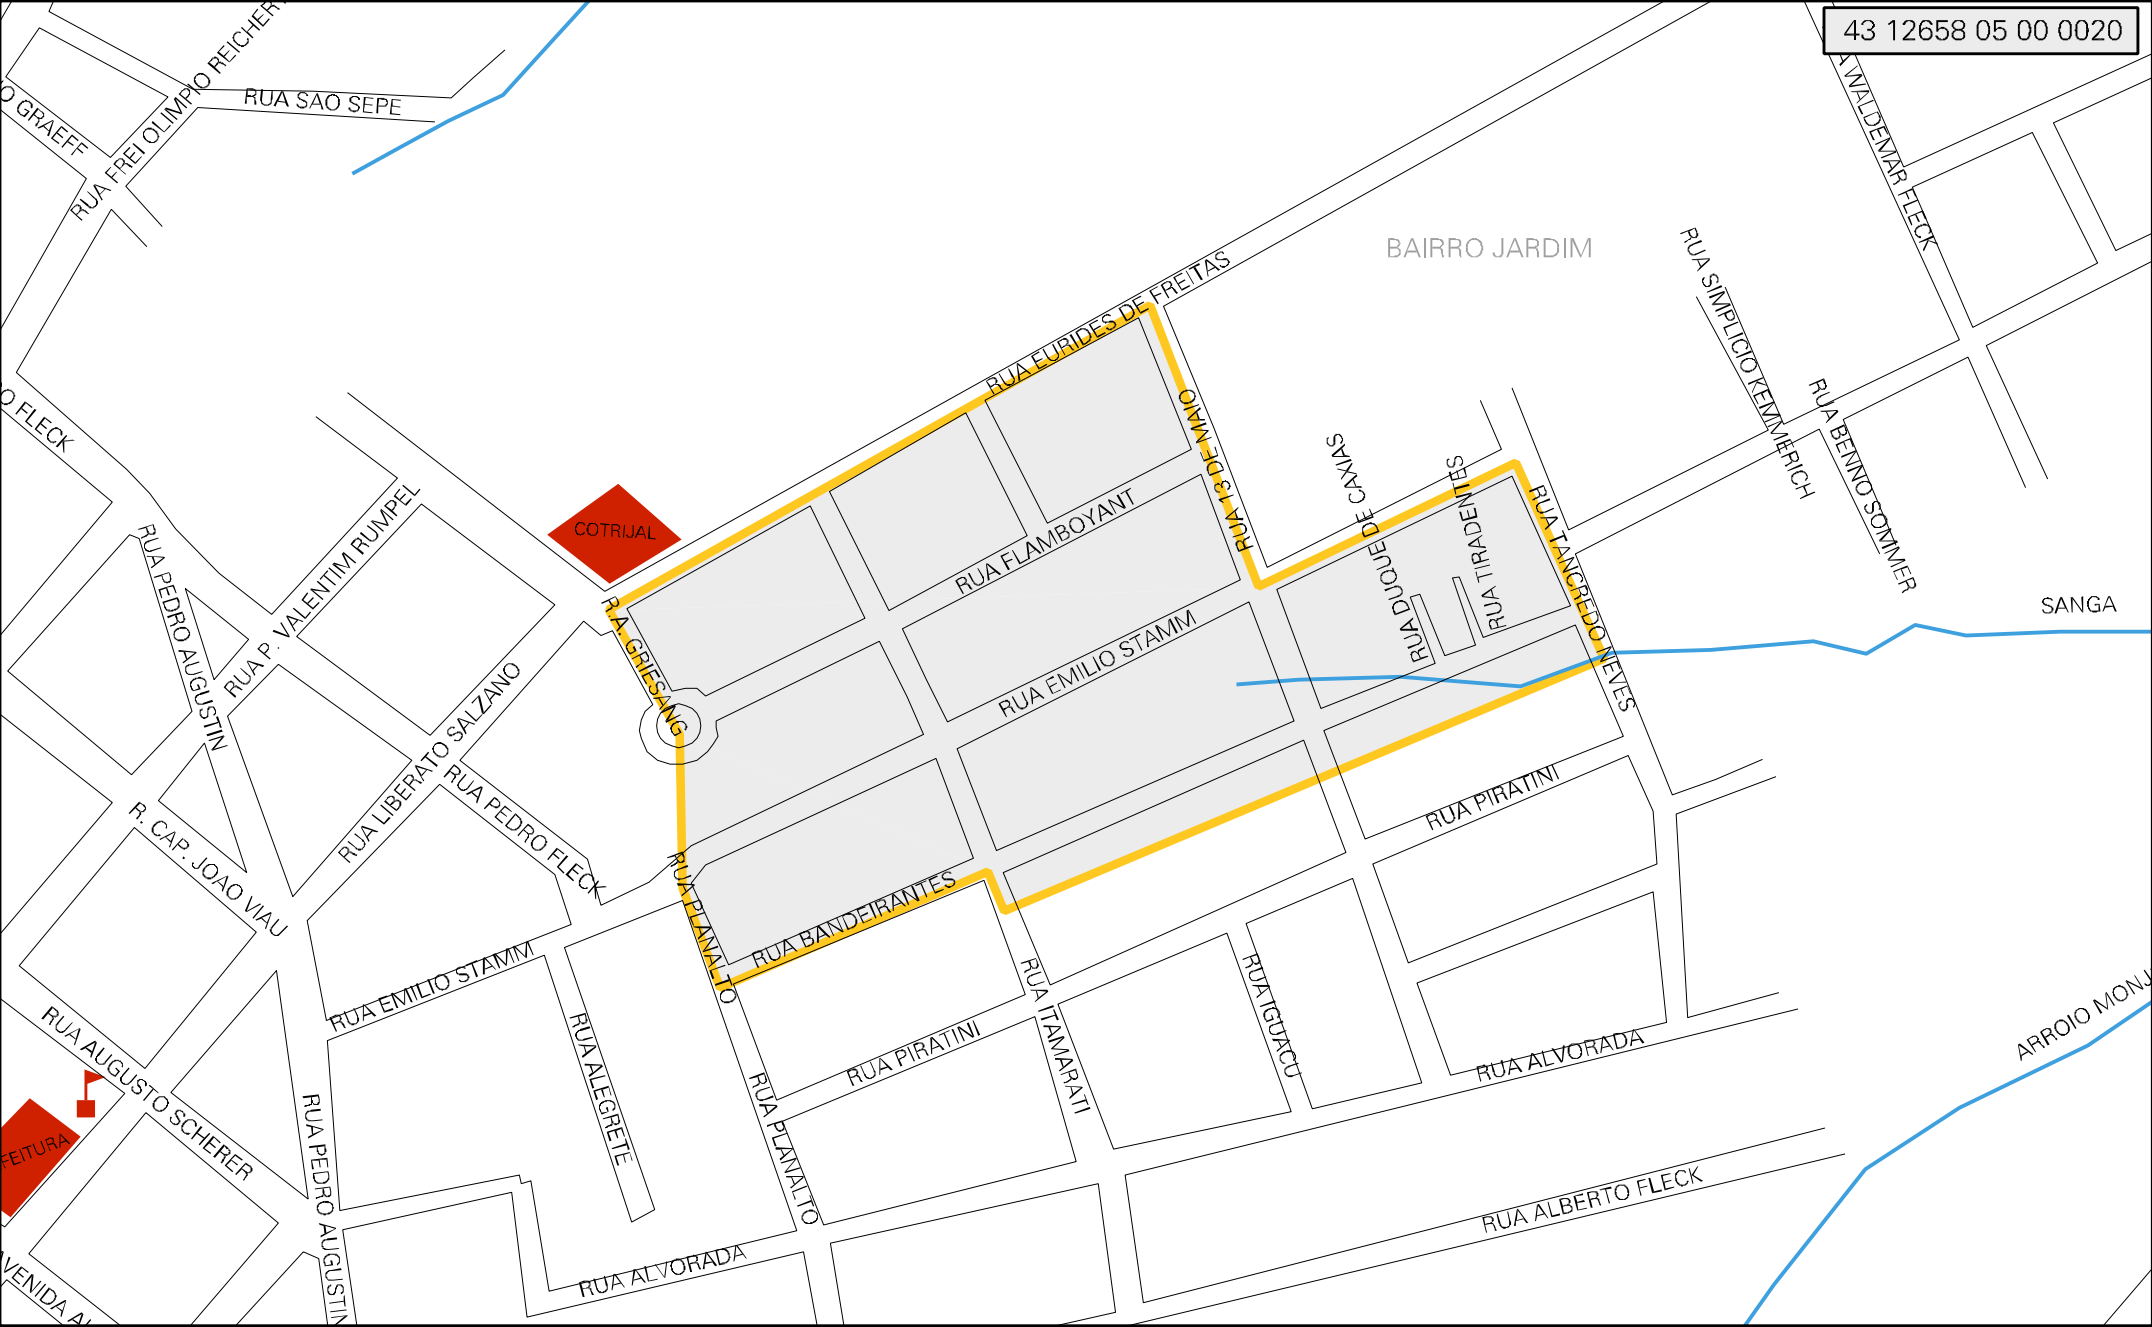 43 12658 05 00 0020
RUA FREI OLIMPIO REICHERT
RUA SAO SEPE
O GRAEFF
A WALDEMAR FLECK
BAIRRO JARDIM
RUA SIMPLICIO KEMMERICH
RUA EURIDES DE FREITAS
RUA BENNO SOMMER
O FLECK
RUA 13 DE MAIO
RUA DUQUE DE CAXIAS
RUA TIRADENTES
RUA TANCREDO NEVES
COTRIJAL
RUA FLAMBOYANT
RUA P. VALENTIM RUMPEL
RUA PEDRO AUGUSTIN
R. A. GRIESANG
RUA EMILIO STAMM
SANGA
RUA LIBERATO SALZANO
RUA PEDRO FLECK
RUA PIRATINI
R. CAP. JOAO VIAU
RUA PLANALTO
RUA BANDEIRANTES
RUA EMILIO STAMM
RUA ITAMARATI
RUA IGUACU
ARROIO MONJ
RUA AUGUSTO SCHERER
RUA ALEGRETE
RUA PIRATINI
RUA ALVORADA
RUA PEDRO AUGUSTIN
RUA PLANALTO
FEITURA
RUA ALBERTO FLECK
RUA ALVORADA
VENIDA AL